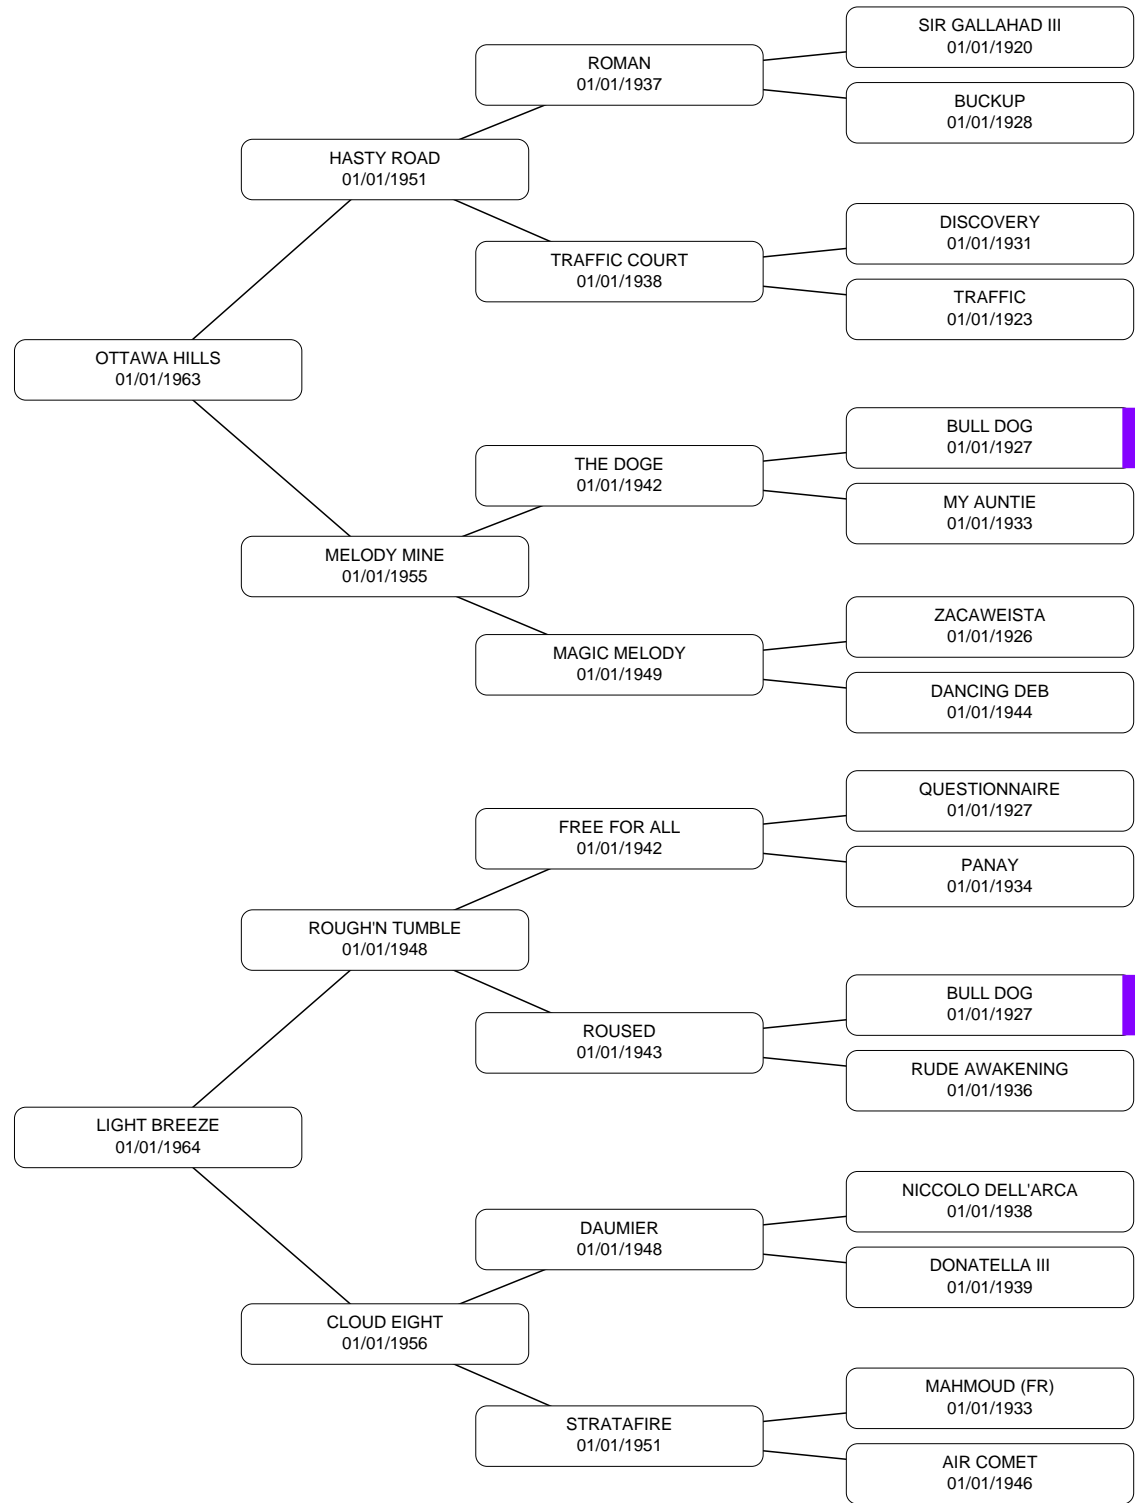 SIR GALLAHAD III
01/01/1920
ROMAN
01/01/1937
BUCKUP
01/01/1928
HASTY ROAD
01/01/1951
DISCOVERY
01/01/1931
TRAFFIC COURT
01/01/1938
TRAFFIC
01/01/1923
OTTAWA HILLS
01/01/1963
BULL DOG
01/01/1927
THE DOGE
01/01/1942
MY AUNTIE
01/01/1933
MELODY MINE
01/01/1955
ZACAWEISTA
01/01/1926
MAGIC MELODY
01/01/1949
DANCING DEB
01/01/1944
QUESTIONNAIRE
01/01/1927
FREE FOR ALL
01/01/1942
PANAY
01/01/1934
ROUGH'N TUMBLE
01/01/1948
BULL DOG
01/01/1927
ROUSED
01/01/1943
RUDE AWAKENING
01/01/1936
LIGHT BREEZE
01/01/1964
NICCOLO DELL'ARCA
01/01/1938
DAUMIER
01/01/1948
DONATELLA III
01/01/1939
CLOUD EIGHT
01/01/1956
MAHMOUD (FR)
01/01/1933
STRATAFIRE
01/01/1951
AIR COMET
01/01/1946